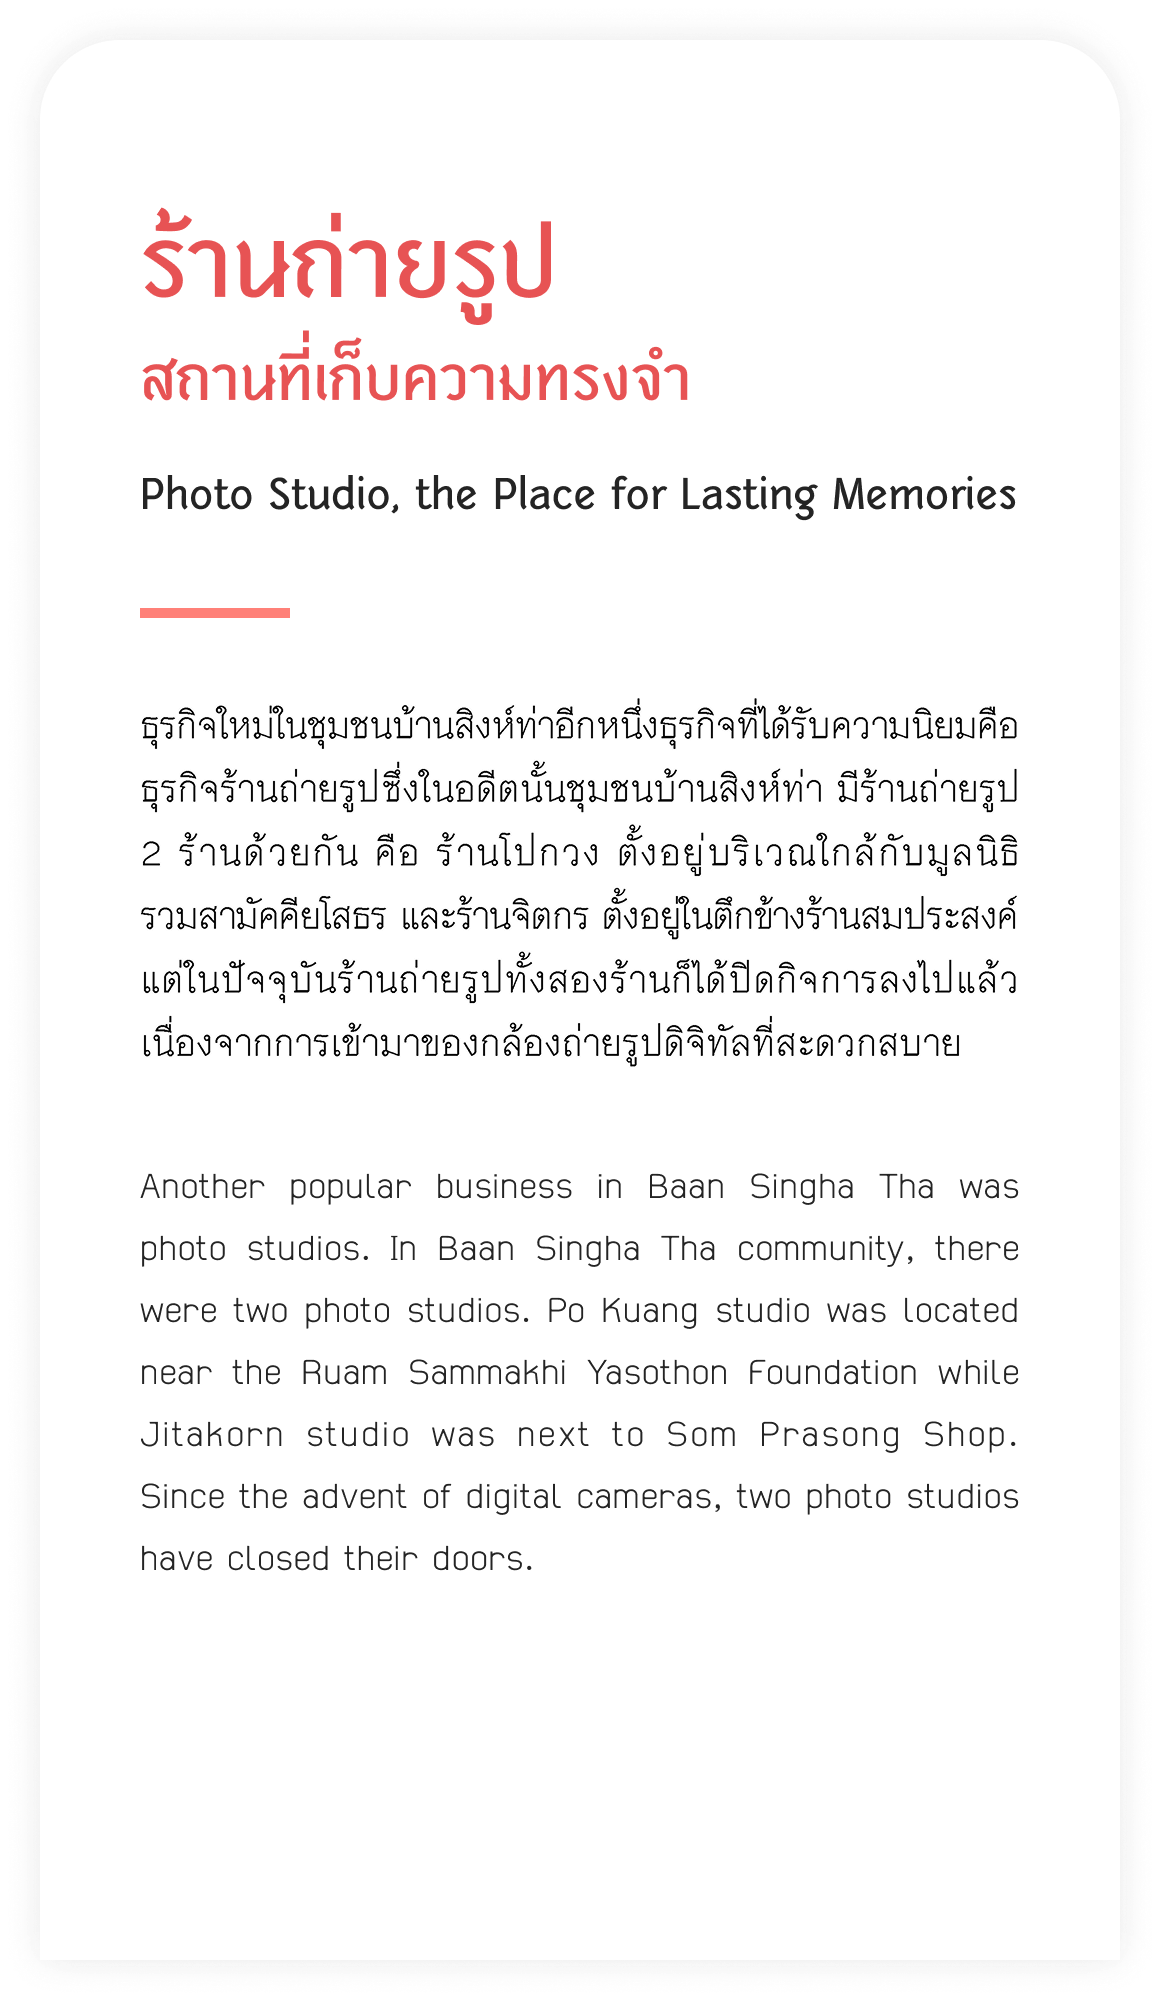 ร้านถ่ายรูป
สถานที่เก็บความทรงจำ
Photo Studio, the Place for Lasting Memories
ธุรกิจใหม่ในชุมชนบ้านสิงห์ท่าอีกหนึ่งธุรกิจที่ได้รับความนิยมคือ
ธุรกิจร้านถ่ายรูปซึ่งในอดีตนั้นชุมชนบ้านสิงห์ท่า มีร้านถ่ายรูป
2 ร้านด้วยกัน คือ ร้านโปกวง ตั้งอยู่บริเวณใกล้กับมูลนิธิ
รวมสามัคคียโสธร และร้านจิตกร ตั้งอยู่ในตึกข้างร้านสมประสงค์
แต่ในปัจจุบันร้านถ่ายรูปทั้งสองร้านก็ได้ปิดกิจการลงไปแล้ว
เนื่องจากการเข้ามาของกล้องถ่ายรูปดิจิทัลที่สะดวกสบาย
Another popular business in Baan Singha Tha was
photo studios. In Baan Singha Tha community, there
were two photo studios. Po Kuang studio was located
near the Ruam Sammakhi Yasothon Foundation while
Jitakorn studio was next to Som Prasong Shop.
Since the advent of digital cameras, two photo studios
have closed their doors.